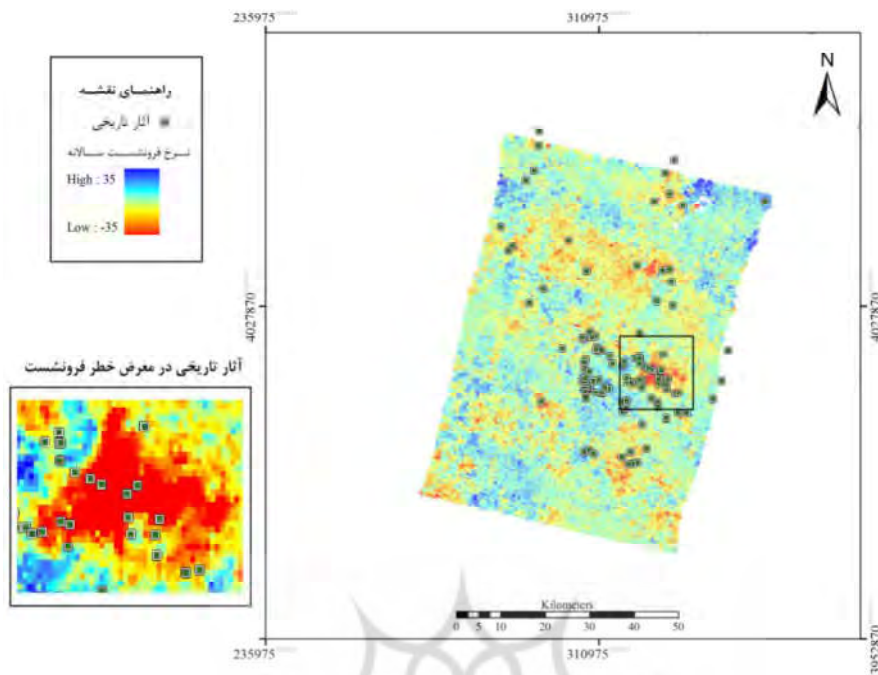 235975
310975
راهنمای نقشه
آثار تاریخی
نرخ فرونشست سالانه
High : 35
Low : -35
N
4027870
4027870
آثار تاریخی در معرض خطر فرونشست
Kilometers
0 5 10 20 30 40 50
235975
310975
3952870